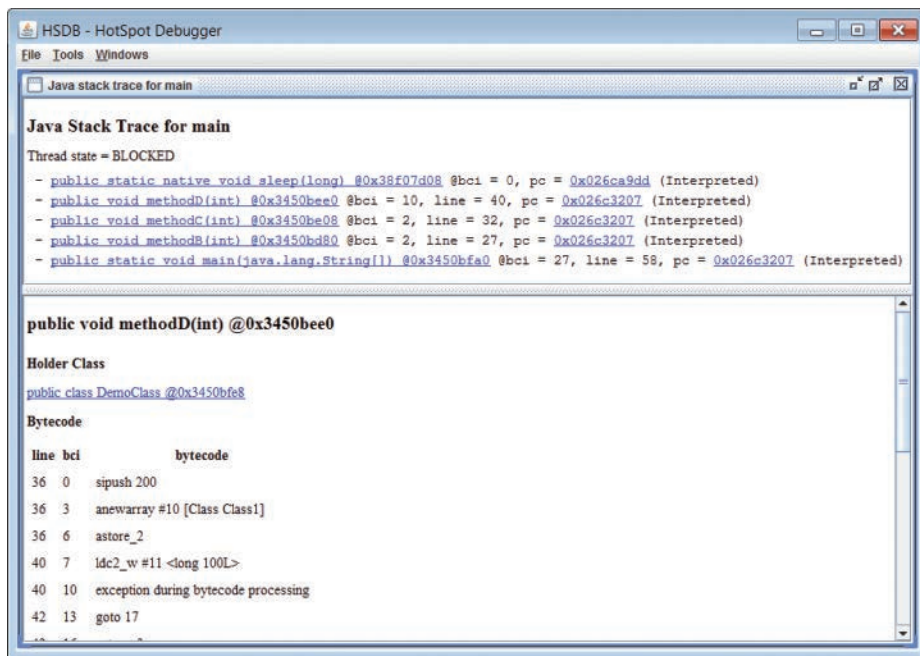 HSDB - HotSpot Debugger
File Tools Windows
Java stack trace for main
Java Stack Trace for main
Thread state = BLOCKED
- public static native void sleep(long) @0x38f07d08 @bci = 0, pc = 0x026ca9dd (Interpreted)
- public void methodD(int) @0x3450bee0 @bci = 10, line = 40, pc = 0x026c3207 (Interpreted)
- public void methodC(int) @0x3450be08 @bci = 2, line = 32, pc = 0x026c3207 (Interpreted)
- public void methodB(int) @0x3450bd80 @bci = 2, line = 27, pc = 0x026c3207 (Interpreted)
- public static void main(java.lang.String[]) @0x3450bfa0 @bci = 27, line = 58, pc = 0x026c3207 (Interpreted)
public void methodD(int) @0x3450bee0
Holder Class
public class DemoClass @0x3450bfe8
Bytecode
line bci bytecode
36 0 sipush 200
36 3 anewarray #10 [Class Class1]
36 6 astore_2
40 7 ldc2_w #11 <long 100L>
40 10 exception during bytecode processing
42 13 goto 17